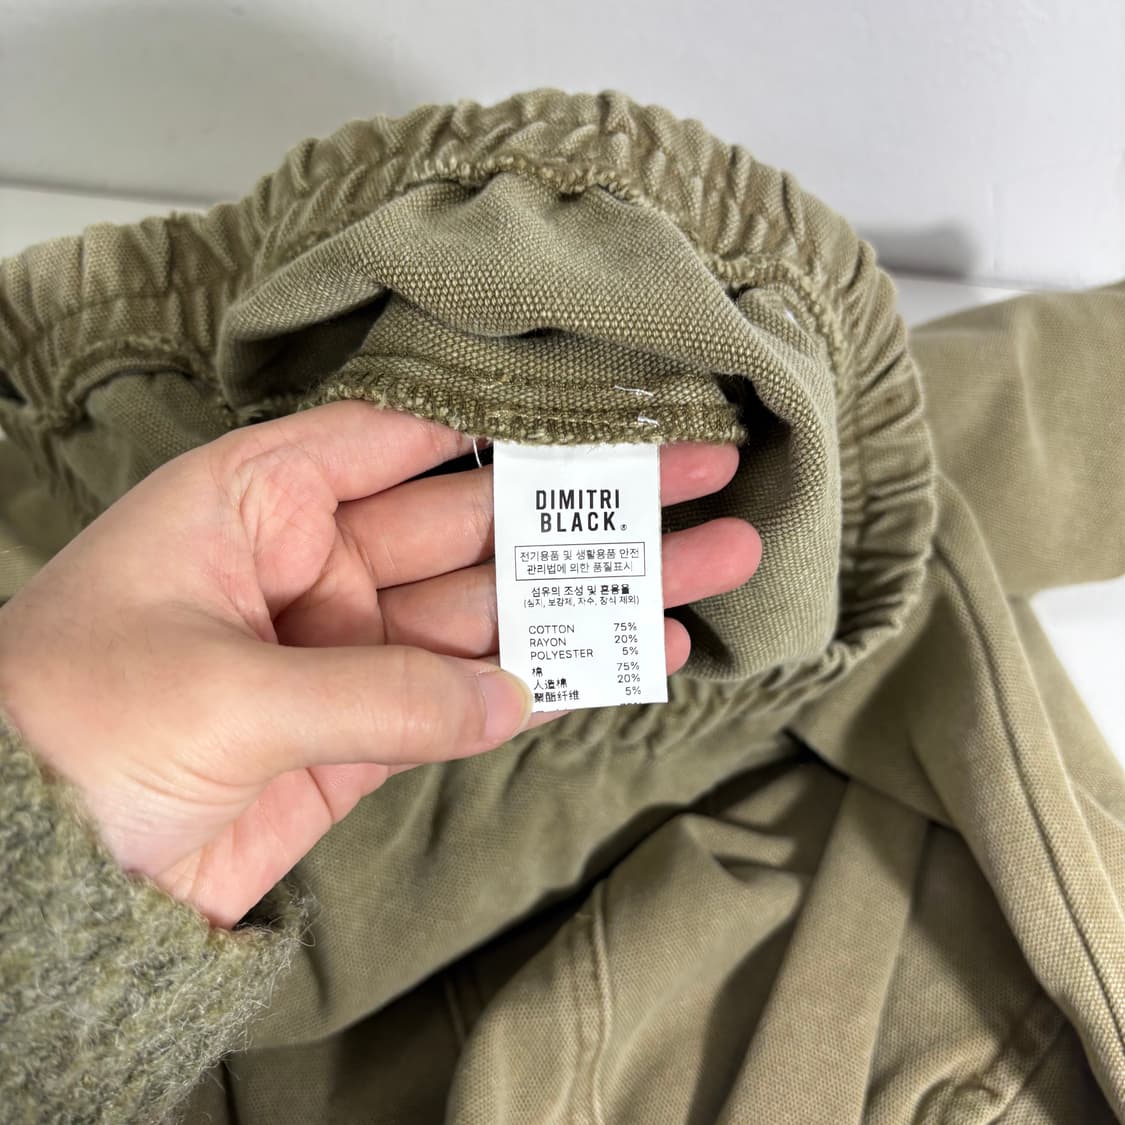 DIMITRI
BLACK®
전기용품 및 생활용품 안전
관리법에 의한 품질표시
섬유의 조성 및 혼용율
(심지, 보강제, 자수, 장식 제외)
COTTON 75%
RAYON 20%
POLYESTER 5%
棉 75%
人造棉 20%
聚酯纤维 5%